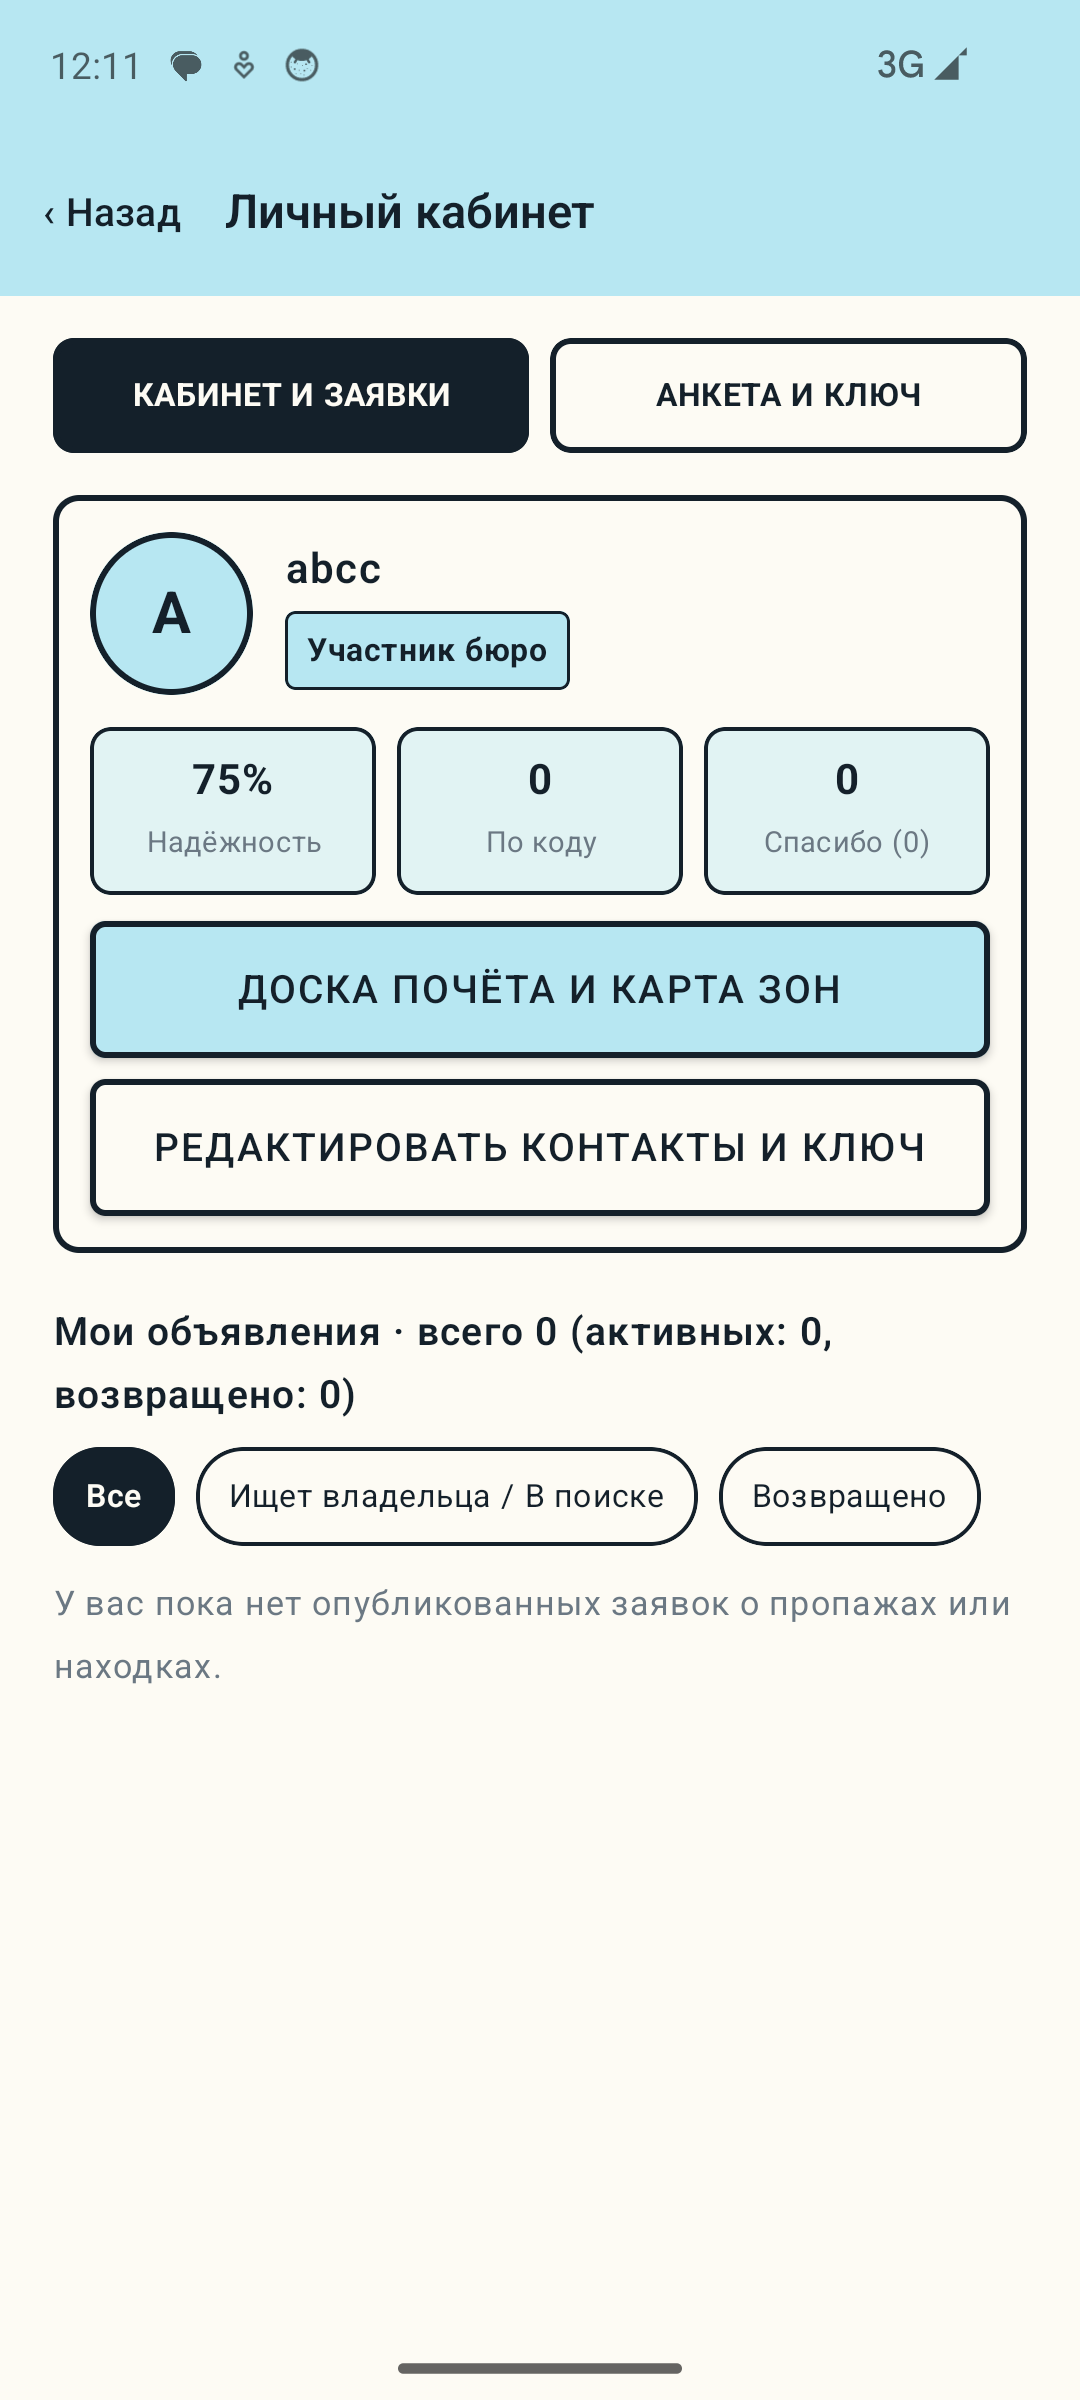 12:11
3G
‹ Назад Личный кабинет
КАБИНЕТ И ЗАЯВКИ
АНКЕТА И КЛЮЧ
A
abcc
Участник бюро
75%
Надёжность
0
По коду
0
Спасибо (0)
ДОСКА ПОЧЁТА И КАРТА ЗОН
РЕДАКТИРОВАТЬ КОНТАКТЫ И КЛЮЧ
Мои объявления · всего 0 (активных: 0,
возвращено: 0)
Все
Ищет владельца / В поиске
Возвращено
У вас пока нет опубликованных заявок о пропажах или
находках.